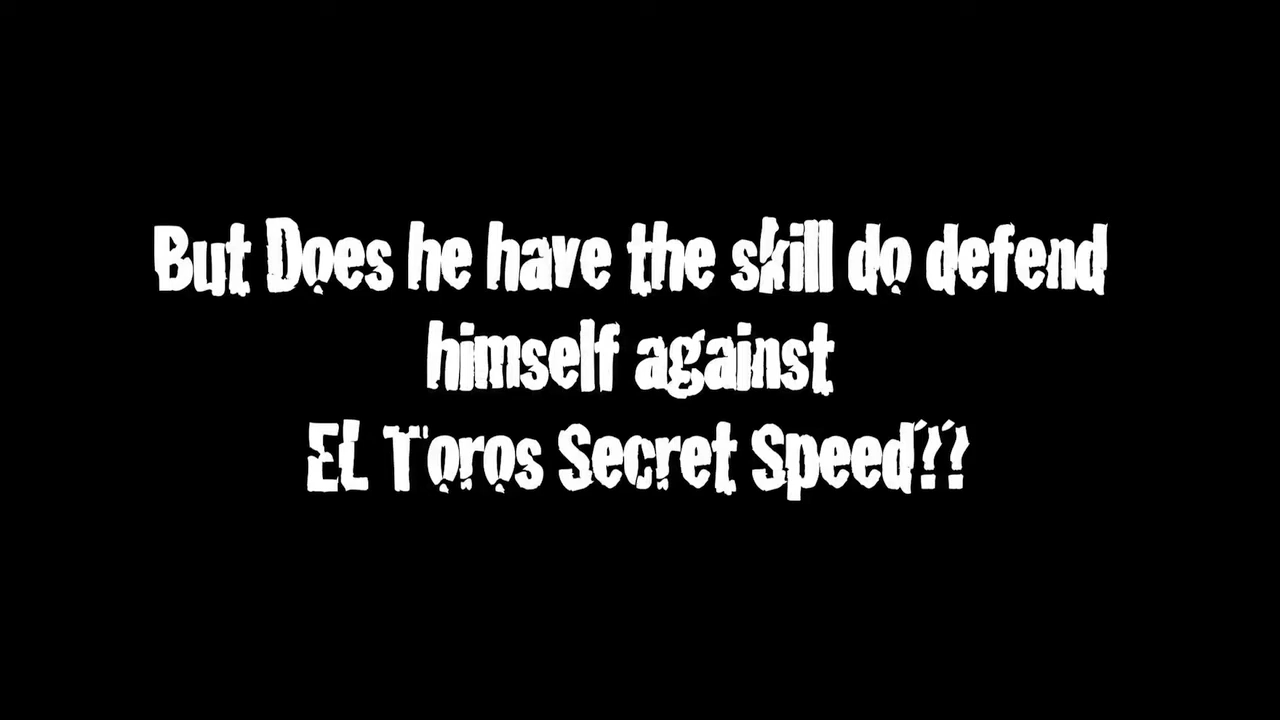 But Does he have the skill do defend
himself against
EL Toros Secret Speed??